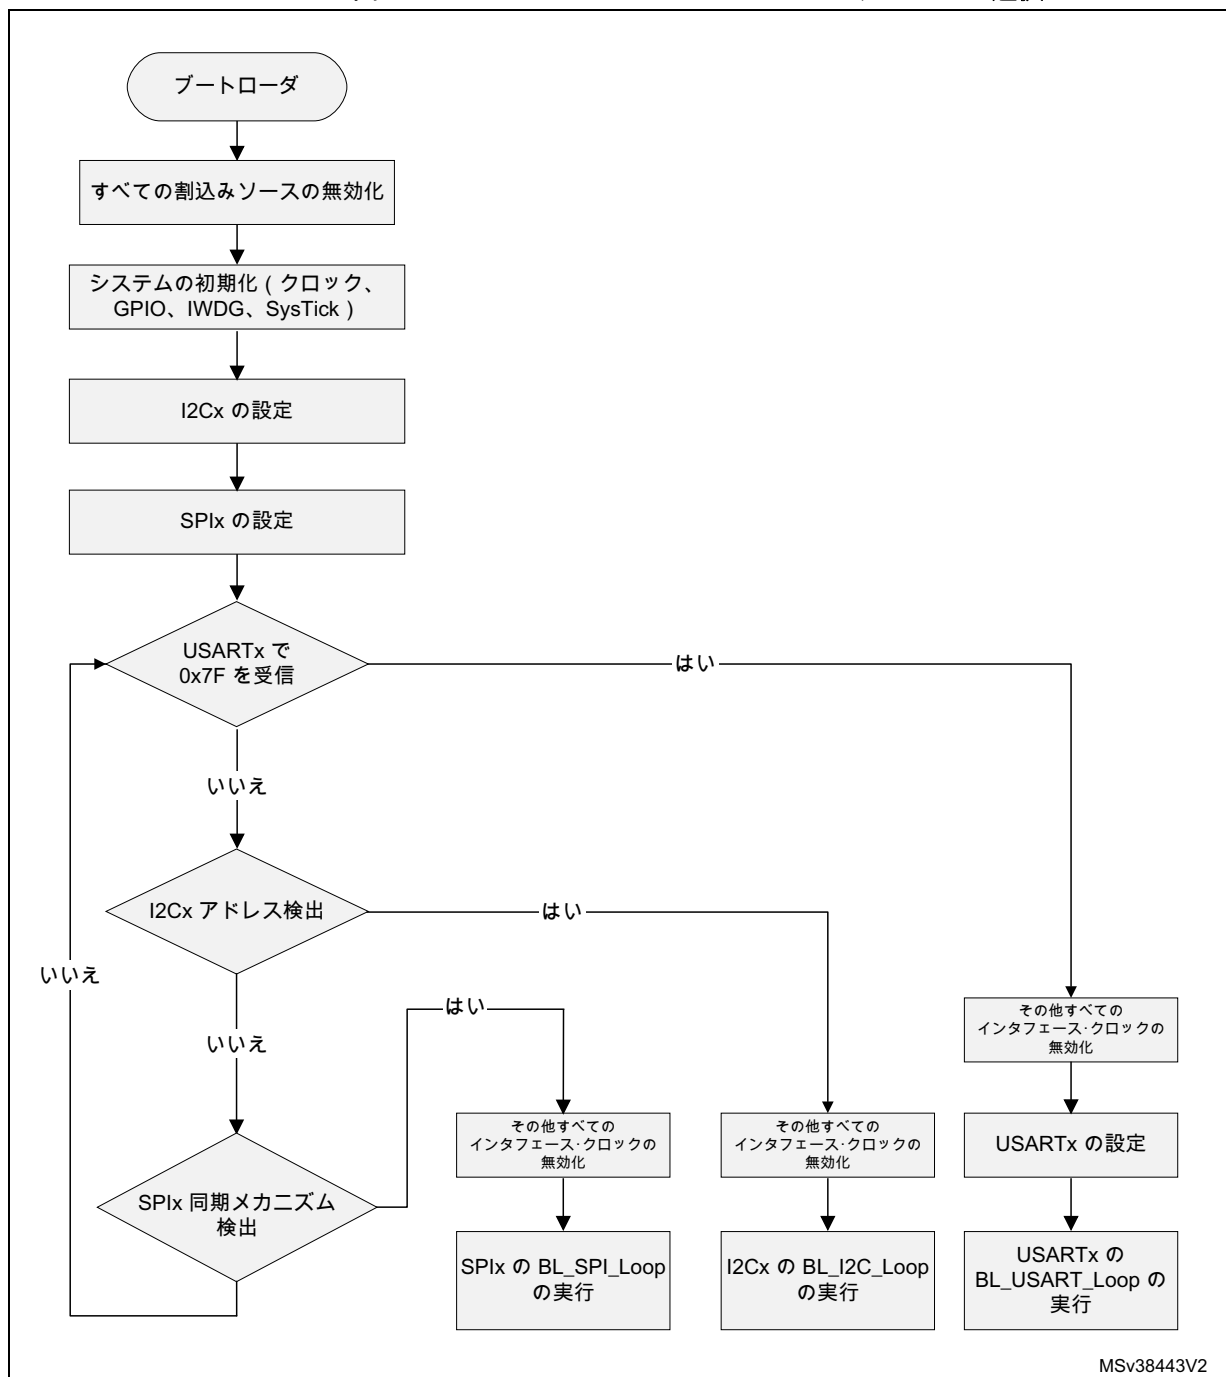 ブートローダ
すべての割込みソースの無効化
システムの初期化（クロック、
GPIO、IWDG、SysTick）
I2Cx の設定
SPIx の設定
USARTx で
0x7F を受信
はい
いいえ
I2Cx アドレス検出
はい
いいえ
いいえ
はい
SPIx 同期メカニズム
検出
その他すべての
インタフェース·クロックの
無効化
SPIx の BL_SPI_Loop
の実行
その他すべての
インタフェース·クロックの
無効化
I2Cx の BL_I2C_Loop
の実行
その他すべての
インタフェース·クロックの
無効化
USARTx の設定
USARTx の
BL_USART_Loop の
実行
MSv38443V2